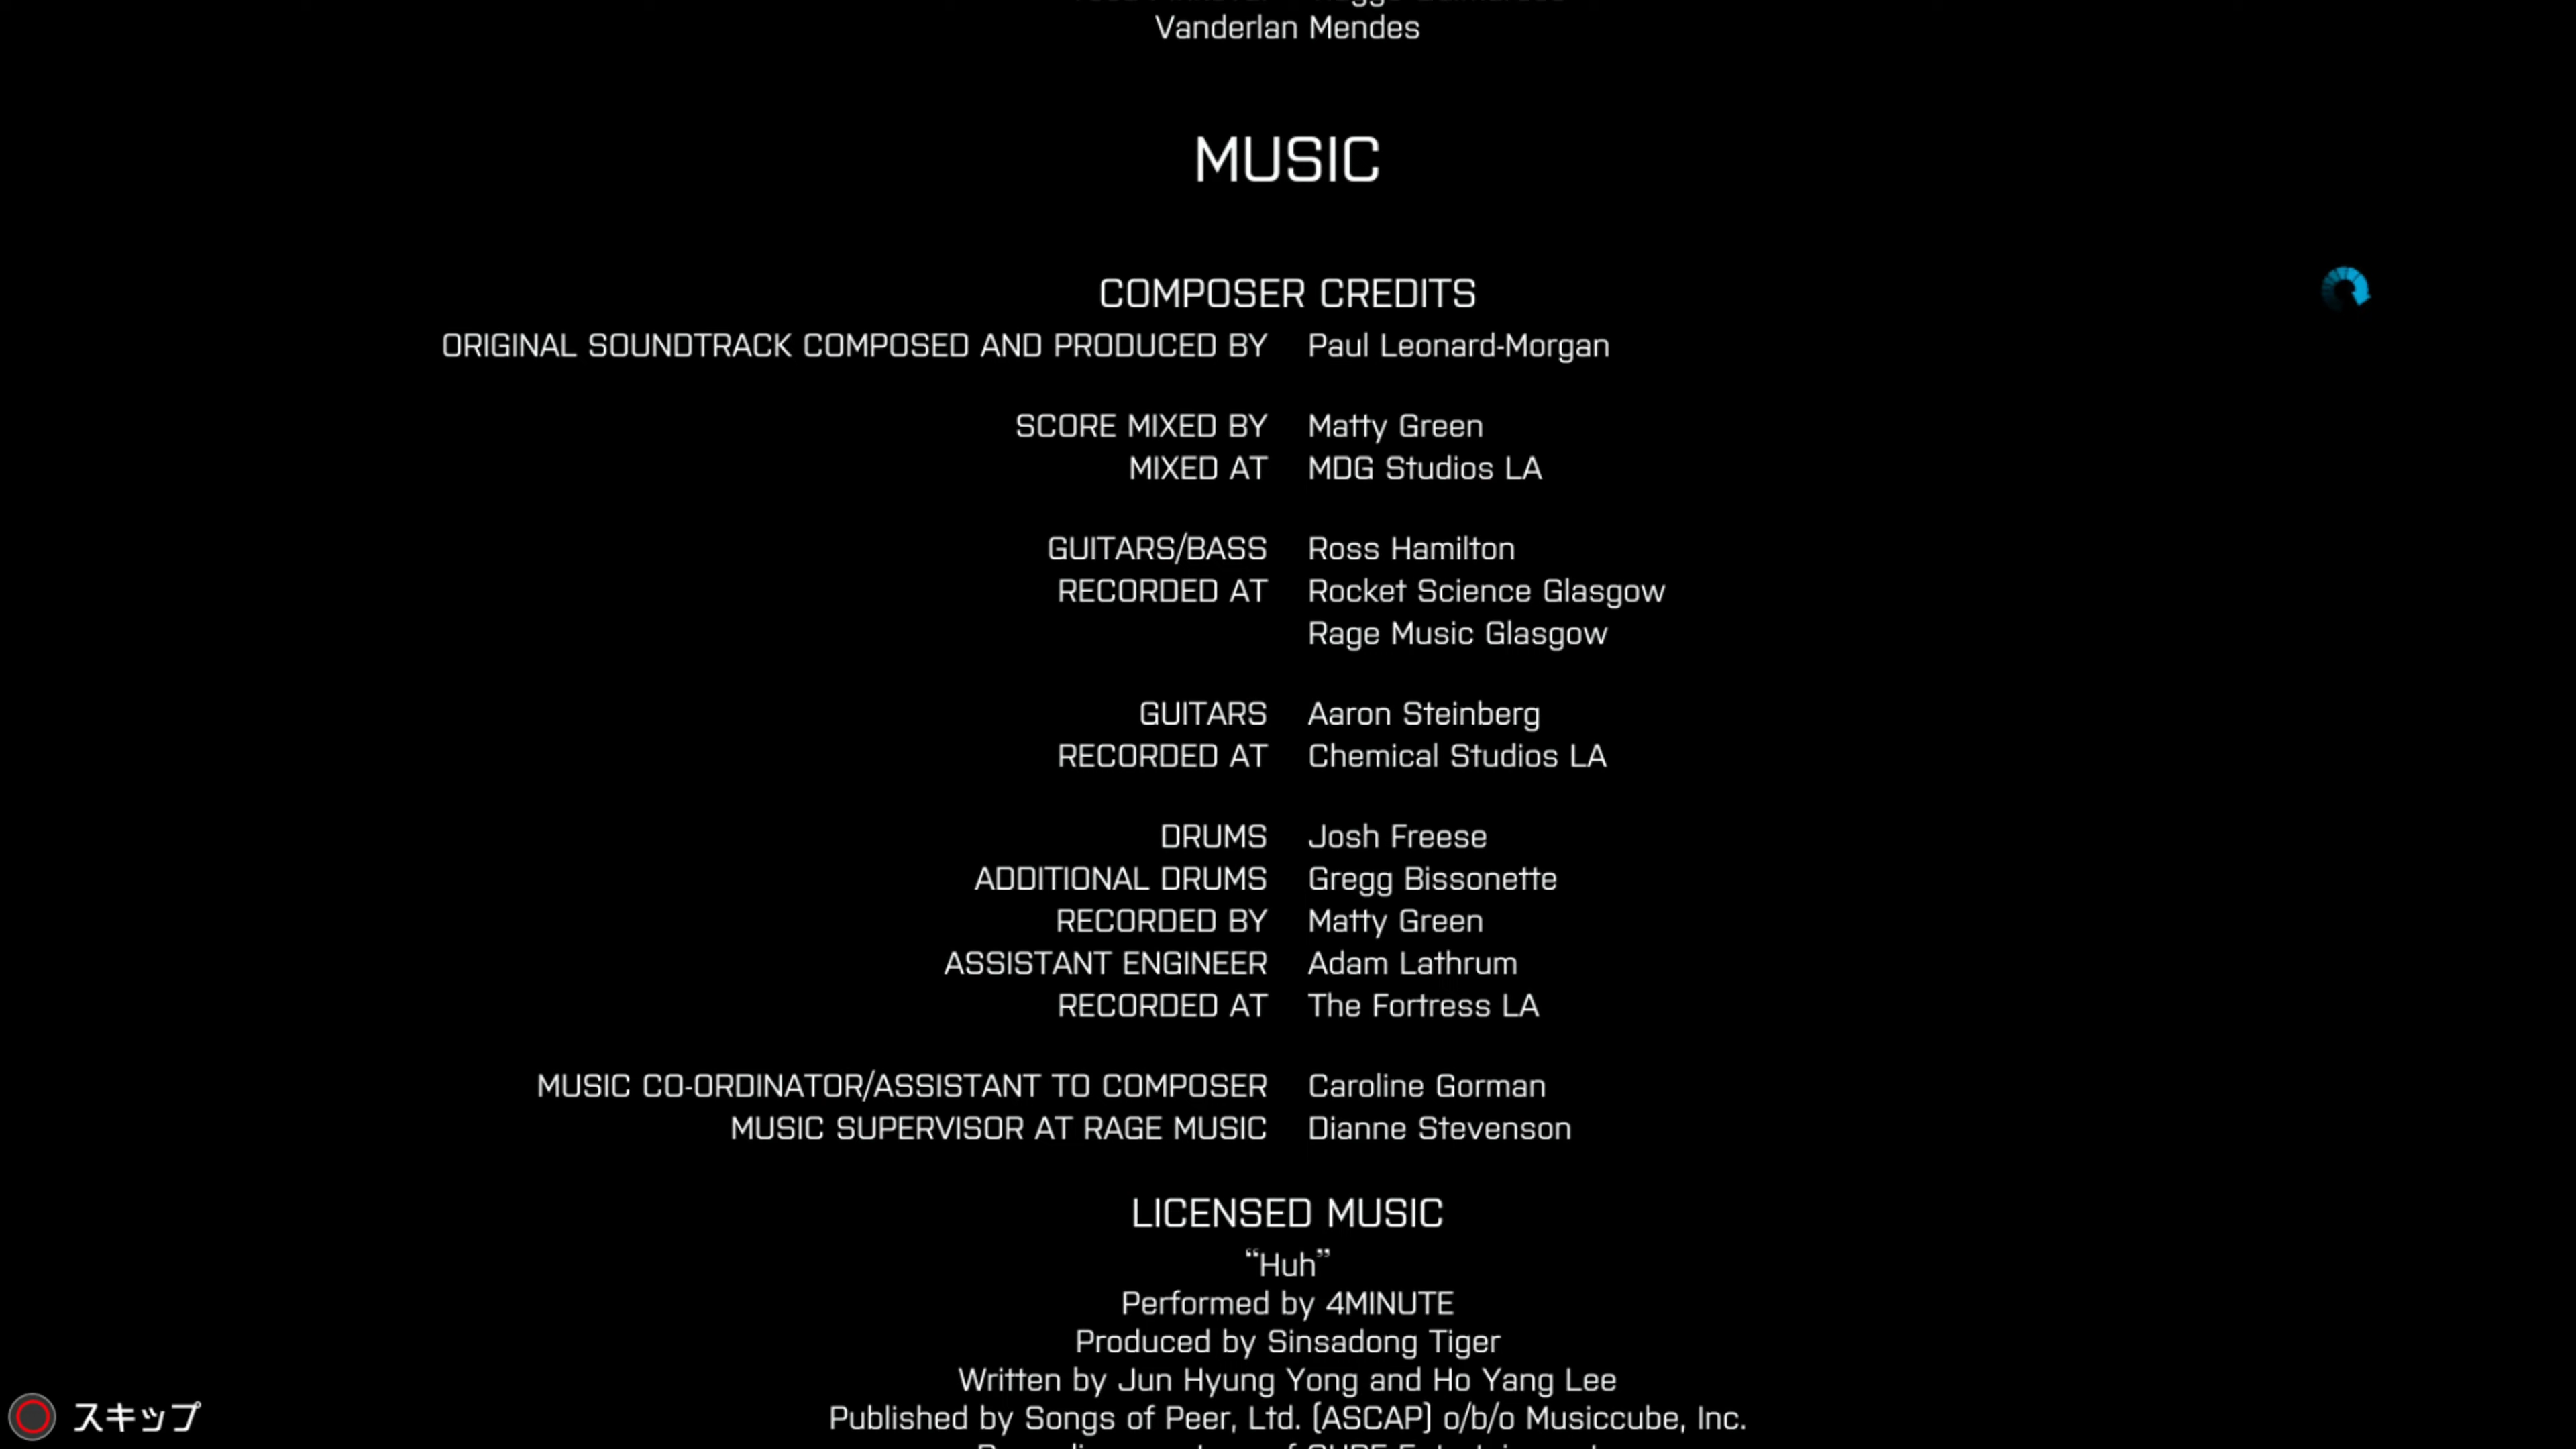 Vanderlan Mendes
MUSIC
COMPOSER CREDITS
ORIGINAL SOUNDTRACK COMPOSED AND PRODUCED BY Paul Leonard-Morgan
SCORE MIXED BY Matty Green
MIXED AT MDG Studios LA
GUITARS/BASS Ross Hamilton
RECORDED AT Rocket Science Glasgow
Rage Music Glasgow
GUITARS Aaron Steinberg
RECORDED AT Chemical Studios LA
DRUMS Josh Freese
ADDITIONAL DRUMS Gregg Bissonette
RECORDED BY Matty Green
ASSISTANT ENGINEER Adam Lathrum
RECORDED AT The Fortress LA
MUSIC CO-ORDINATOR/ASSISTANT TO COMPOSER Caroline Gorman
MUSIC SUPERVISOR AT RAGE MUSIC Dianne Stevenson
LICENSED MUSIC
“Huh”
Performed by 4MINUTE
Produced by Sinsadong Tiger
Written by Jun Hyung Yong and Ho Yang Lee
Published by Songs of Peer, Ltd. (ASCAP) o/b/o Musiccube, Inc.
スキップ